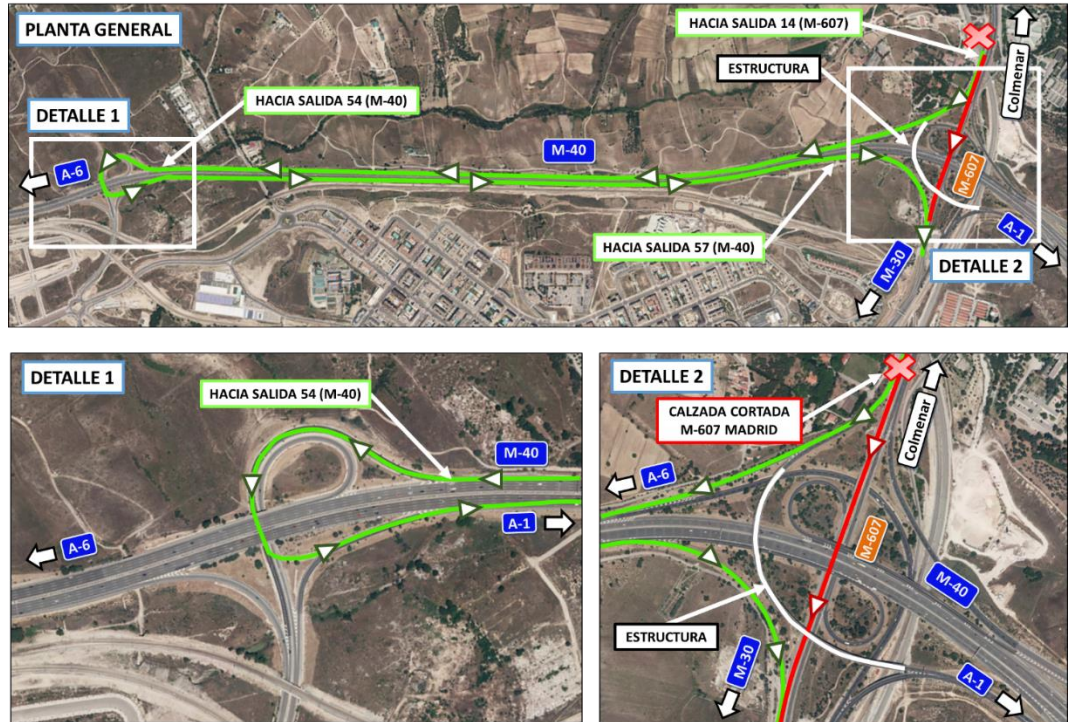 PLANTA GENERAL
HACIA SALIDA 14 (M-607)
Colmenar
ESTRUCTURA
HACIA SALIDA 54 (M-40)
DETALLE 1
A-6
M-40
M-607
HACIA SALIDA 57 (M-40)
A-1
M-30
DETALLE 2
DETALLE 1
HACIA SALIDA 54 (M-40)
M-40
A-1
A-6
DETALLE 2
CALZADA CORTADA
M-607 MADRID
Colmenar
A-6
M-607
M-40
ESTRUCTURA
M-30
A-1